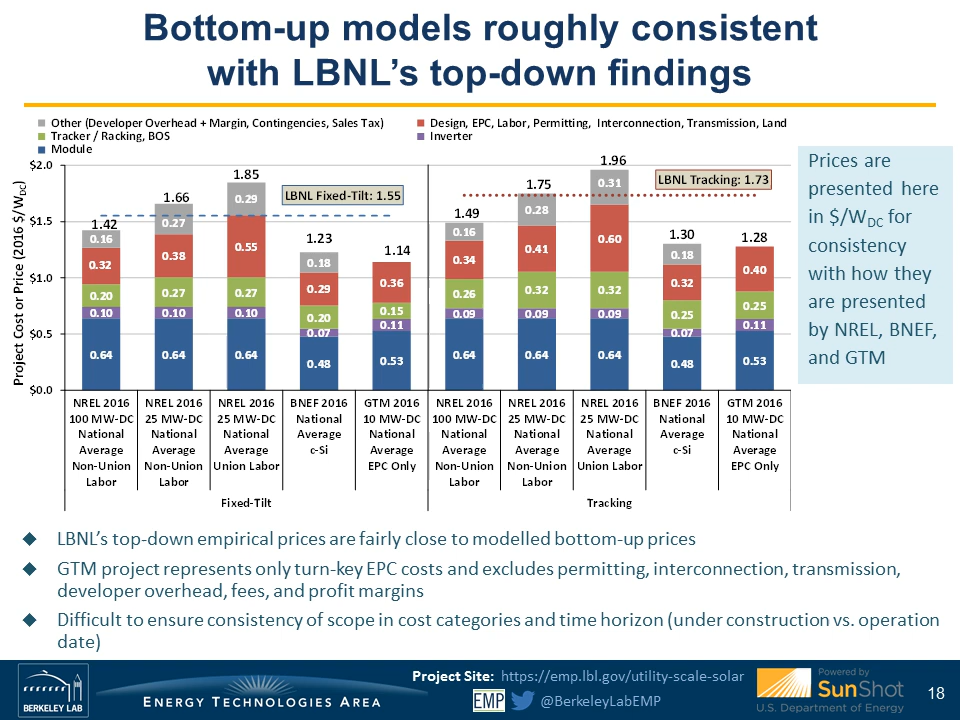 Bottom-up models roughly consistent
with LBNL’s top-down findings
Other (Developer Overhead + Margin, Contingencies, Sales Tax)
Design, EPC, Labor, Permitting, Interconnection, Transmission, Land
Tracker / Racking, BOS
Inverter
Module
Project Cost or Price (2016 $/WDC)
$2.0
$1.5
$1.0
$0.5
$0.0
LBNL Fixed-Tilt: 1.55
LBNL Tracking: 1.73
1.42
0.16
0.32
0.20
0.10
0.64
1.66
0.27
0.38
0.27
0.10
0.64
1.85
0.29
0.55
0.27
0.10
0.64
1.23
0.18
0.29
0.20
0.07
0.48
1.14
0.36
0.15
0.11
0.53
1.49
0.16
0.34
0.26
0.09
0.64
1.75
0.28
0.41
0.32
0.09
0.64
1.96
0.31
0.60
0.32
0.09
0.64
1.30
0.18
0.32
0.25
0.07
0.48
1.28
0.40
0.25
0.11
0.53
NREL 2016
100 MW-DC
National
Average
Non-Union
Labor
NREL 2016
25 MW-DC
National
Average
Non-Union
Labor
NREL 2016
25 MW-DC
National
Average
Union Labor
BNEF 2016
National
Average
c-Si
GTM 2016
10 MW-DC
National
Average
EPC Only
NREL 2016
100 MW-DC
National
Average
Non-Union
Labor
NREL 2016
25 MW-DC
National
Average
Non-Union
Labor
NREL 2016
25 MW-DC
National
Average
Union Labor
BNEF 2016
National
Average
c-Si
GTM 2016
10 MW-DC
National
Average
EPC Only
Fixed-Tilt
Tracking
Prices are
presented here
in $/WDC for
consistency
with how they
are presented
by NREL, BNEF,
and GTM
LBNL’s top-down empirical prices are fairly close to modelled bottom-up prices
GTM project represents only turn-key EPC costs and excludes permitting, interconnection, transmission,
developer overhead, fees, and profit margins
Difficult to ensure consistency of scope in cost categories and time horizon (under construction vs. operation
date)
BERKELEY LAB
ENERGY TECHNOLOGIES AREA
Project Site: https://emp.lbl.gov/utility-scale-solar
EMP
@BerkeleyLabEMP
Powered by
SunShot
U.S. Department of Energy
18